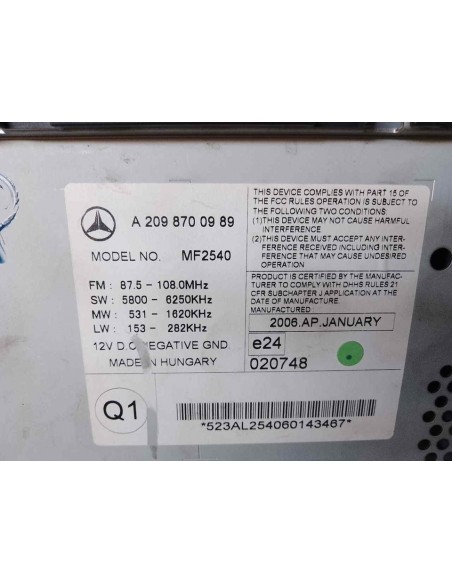 A 209 870 09 89
MODEL NO. MF2540
FM : 87.5 - 108.0MHz
SW : 5800 - 6250KHz
MW : 531 - 1620KHz
LW : 153 - 282KHz
12V D.C NEGATIVE GND.
MADE IN HUNGARY
THIS DEVICE COMPLIES WITH PART 15 OF
THE FCC RULES OPERATION IS SUBJECT TO
THE FOLLOWING TWO CONDITIONS:
(1)THIS DEVICE MAY NOT CAUSE HARMFUL
INTERFERENCE
(2)THIS DEVICE MUST ACCEPT ANY INTER-
FERENCE RECEIVED INCLUDING INTERFER-
ENCE THAT MAY CAUSE UNDESIRED
OPERATION
PRODUCT IS CERTIFIED BY THE MANUFAC-
TURER TO COMPLY WITH DHHS RULES 21
CFR SUBCHAPTER J APPLICATION AT THE
DATE OF MANUFACTURE.
MANUFACTURED :
2006.AP.JANUARY
e24
020748
Q1
*523AL254060143467*